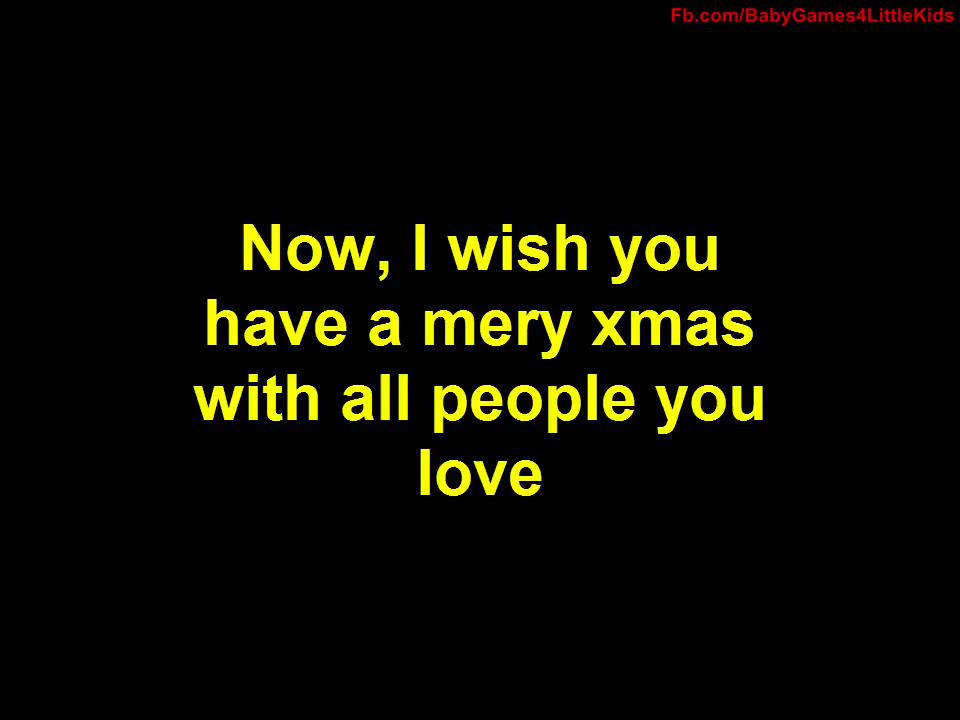 Fb.com/BabyGames4LittleKids
Now, I wish you
have a mery xmas
with all people you
love